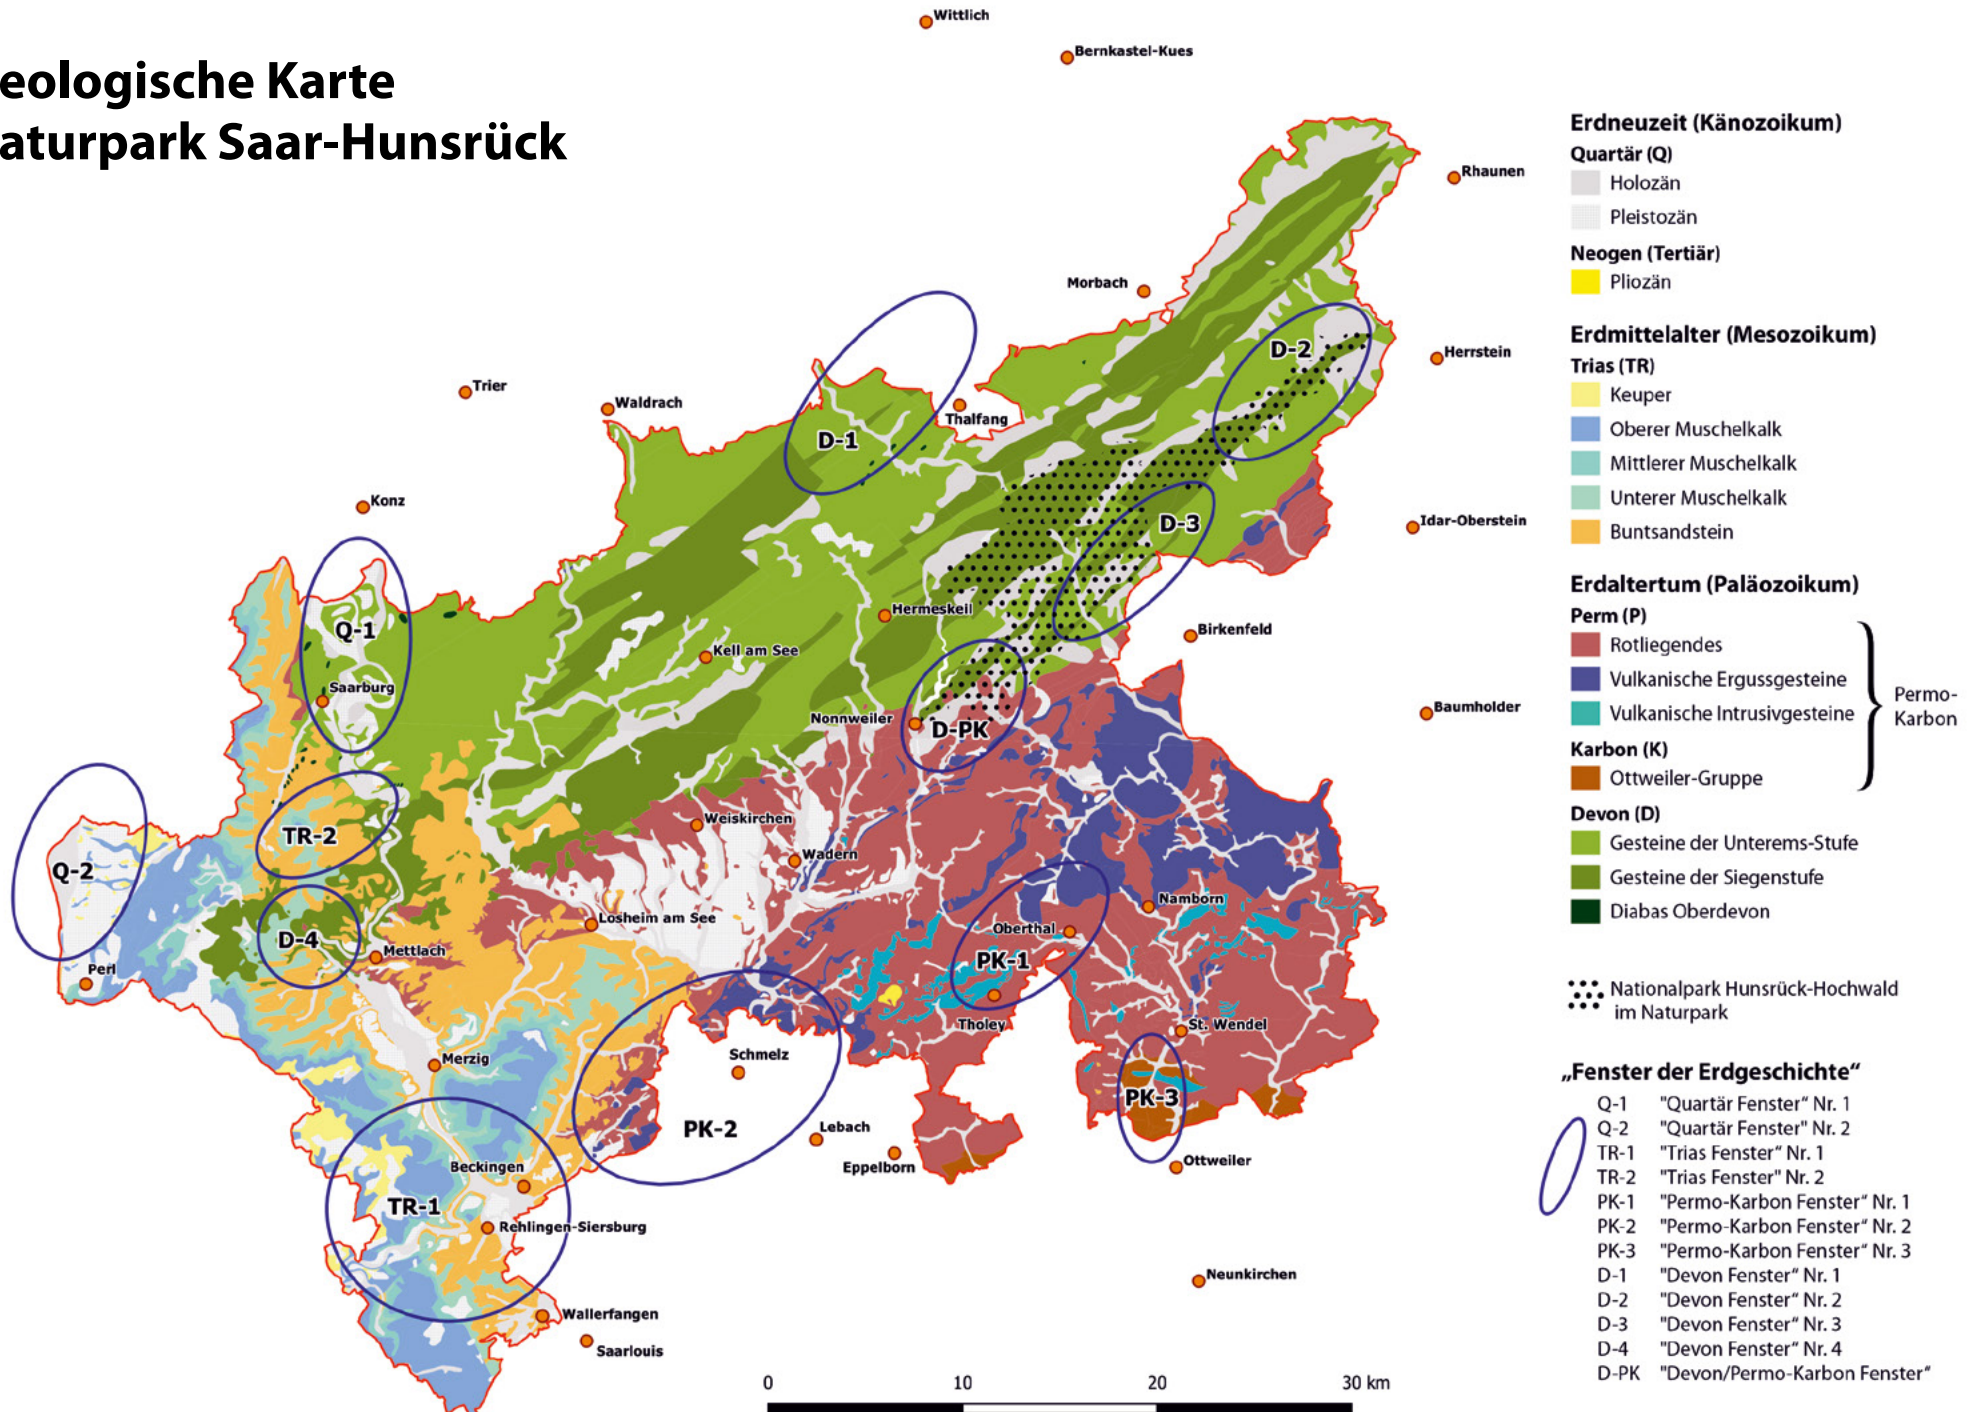 eologische Karte
aturpark Saar-Hunsrück
Wittlich
Bernkastel-Kues
Rhaunen
Morbach
Herrstein
D-2
Trier
Waldrach
Thalfang
D-1
Konz
Idar-Oberstein
D-3
Hermeskeil
Birkenfeld
Q-1
Kell am See
Saarburg
Nonnweiler
D-PK
Baumholder
Weiskirchen
TR-2
Wadern
Q-2
Namborn
Losheim am See
Oberthal
D-4
Mettlach
PK-1
Perl
Tholey
St. Wendel
Schmelz
Merzig
PK-3
PK-2
Lebach
Eppelborn
Ottweiler
Beckingen
TR-1
Rehlingen-Siersburg
Neunkirchen
Wallerfangen
Saarlouis
0 10 20 30 km
Erdneuzeit (Känozoikum)
Quartär (Q)
Holozän
Pleistozän
Neogen (Tertiär)
Pliozän
Erdmittelalter (Mesozoikum)
Trias (TR)
Keuper
Oberer Muschelkalk
Mittlerer Muschelkalk
Unterer Muschelkalk
Buntsandstein
Erdaltertum (Paläozoikum)
Perm (P)
Rotliegendes
Vulkanische Ergussgesteine
Vulkanische Intrusivgesteine
Permo-
Karbon
Karbon (K)
Ottweiler-Gruppe
Devon (D)
Gesteine der Unterems-Stufe
Gesteine der Siegenstufe
Diabas Oberdevon
Nationalpark Hunsrück-Hochwald
im Naturpark
„Fenster der Erdgeschichte“
Q-1 "Quartär Fenster“ Nr. 1
Q-2 "Quartär Fenster" Nr. 2
TR-1 "Trias Fenster“ Nr. 1
TR-2 "Trias Fenster" Nr. 2
PK-1 "Permo-Karbon Fenster“ Nr. 1
PK-2 "Permo-Karbon Fenster“ Nr. 2
PK-3 "Permo-Karbon Fenster“ Nr. 3
D-1 "Devon Fenster“ Nr. 1
D-2 "Devon Fenster“ Nr. 2
D-3 "Devon Fenster“ Nr. 3
D-4 "Devon Fenster“ Nr. 4
D-PK "Devon/Permo-Karbon Fenster“